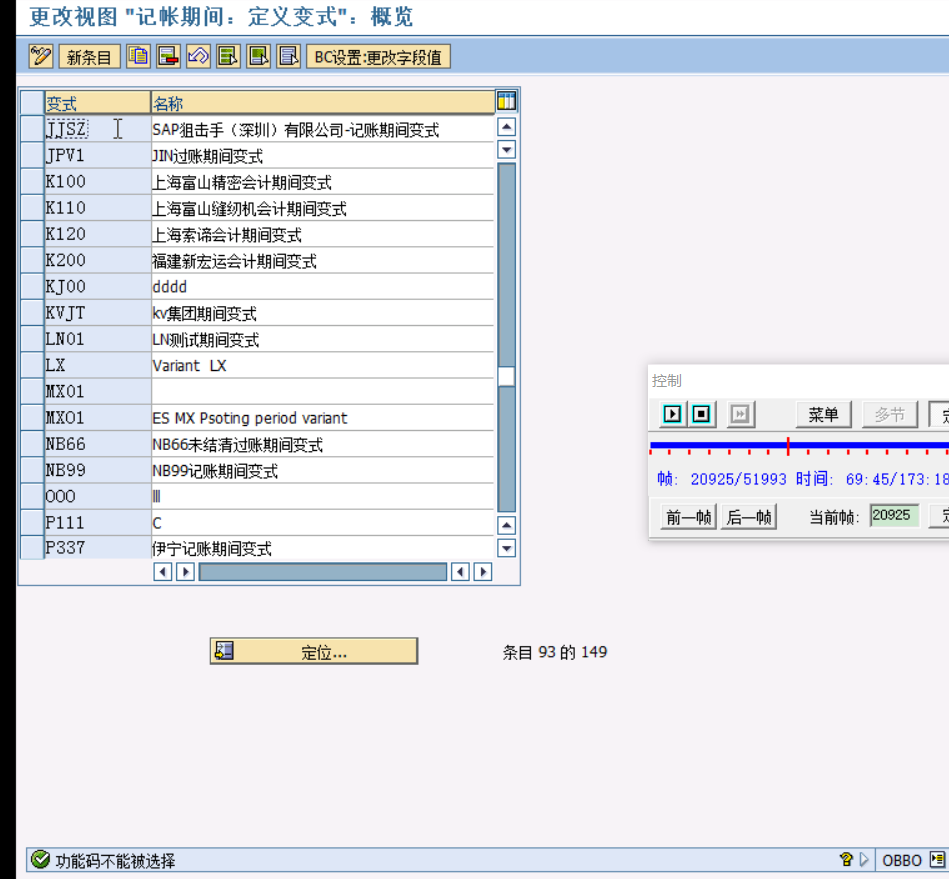 更改视图 "记帐期间: 定义变式": 概览
新条目 BC设置:更改字段值
变式 名称
JJSZ SAP狙击手（深圳）有限公司-记账期间变式
JPV1 JIN过账期间变式
K100 上海富山精密会计期间变式
K110 上海富山缝纫机会计期间变式
K120 上海索谛会计期间变式
K200 福建新宏运会计期间变式
KJ00 dddd
KVJT kv集团期间变式
LN01 LN测试期间变式
LX Variant LX
MX01
MXO1 ES MX Psoting period variant
NB66 NB66未结清过账期间变式
NB99 NB99记账期间变式
OOO lll
P111 C
P337 伊宁记账期间变式
定位... 条目 93 的 149
控制
菜单 多节
帧: 20925/51993 时间: 69:45/173:18
前一帧 后一帧 当前帧: 20925
功能码不能被选择 OBBO